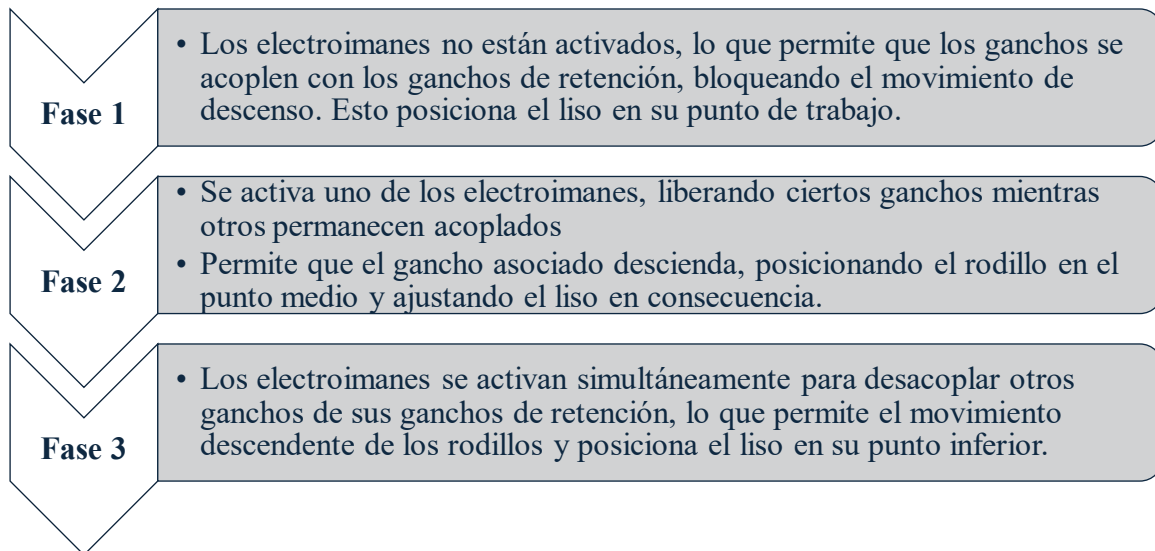 Fase 1
• Los electroimanes no están activados, lo que permite que los ganchos se
acoplen con los ganchos de retención, bloqueando el movimiento de
descenso. Esto posiciona el liso en su punto de trabajo.
Fase 2
• Se activa uno de los electroimanes, liberando ciertos ganchos mientras
otros permanecen acoplados
• Permite que el gancho asociado descienda, posicionando el rodillo en el
punto medio y ajustando el liso en consecuencia.
Fase 3
• Los electroimanes se activan simultáneamente para desacoplar otros
ganchos de sus ganchos de retención, lo que permite el movimiento
descendente de los rodillos y posiciona el liso en su punto inferior.